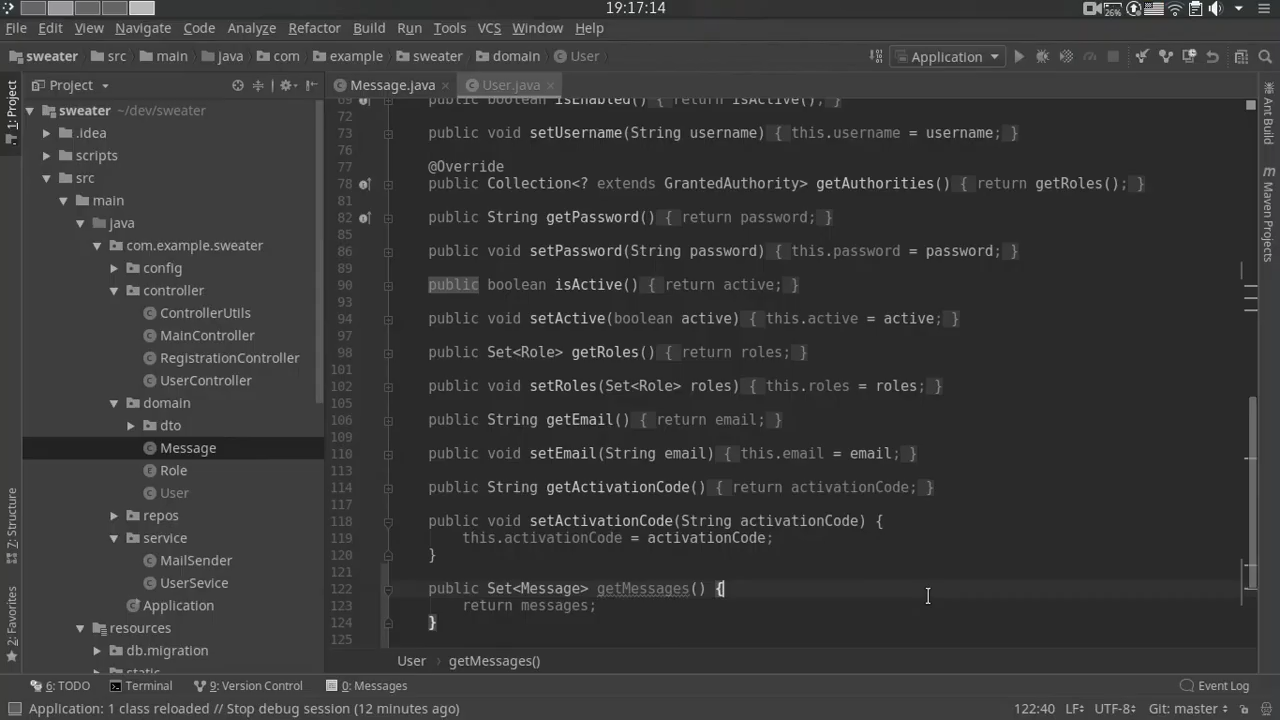 19:17:14
26%
File Edit View Navigate Code Analyze Refactor Build Run Tools VCS Window Help
sweater src main java com example sweater domain User Application
1: Project
Project
Message.java User.java
sweater ~/dev/sweater
.idea
scripts
src
main
java
com.example.sweater
config
controller
ControllerUtils
MainController
RegistrationController
UserController
domain
dto
Message
Role
User
repos
service
MailSender
UserSevice
Application
resources
db.migration
7: Structure
2: Favorites
69 public boolean isEnabled() { return isActive(); }
72
73 public void setUsername(String username) { this.username = username; }
76
77 @Override
78 public Collection<? extends GrantedAuthority> getAuthorities() { return getRoles(); }
81
82 public String getPassword() { return password; }
85
86 public void setPassword(String password) { this.password = password; }
89
90 public boolean isActive() { return active; }
93
94 public void setActive(boolean active) { this.active = active; }
97
98 public Set<Role> getRoles() { return roles; }
101
102 public void setRoles(Set<Role> roles) { this.roles = roles; }
105
106 public String getEmail() { return email; }
109
110 public void setEmail(String email) { this.email = email; }
113
114 public String getActivationCode() { return activationCode; }
117
118 public void setActivationCode(String activationCode) {
119 this.activationCode = activationCode;
120 }
121
122 public Set<Message> getMessages() {
123 return messages;
124 }
125
User getMessages()
Ant Build
Maven Projects
6: TODO Terminal 9: Version Control 0: Messages Event Log
Application: 1 class reloaded // Stop debug session (12 minutes ago) 122:40 LF UTF-8 Git: master